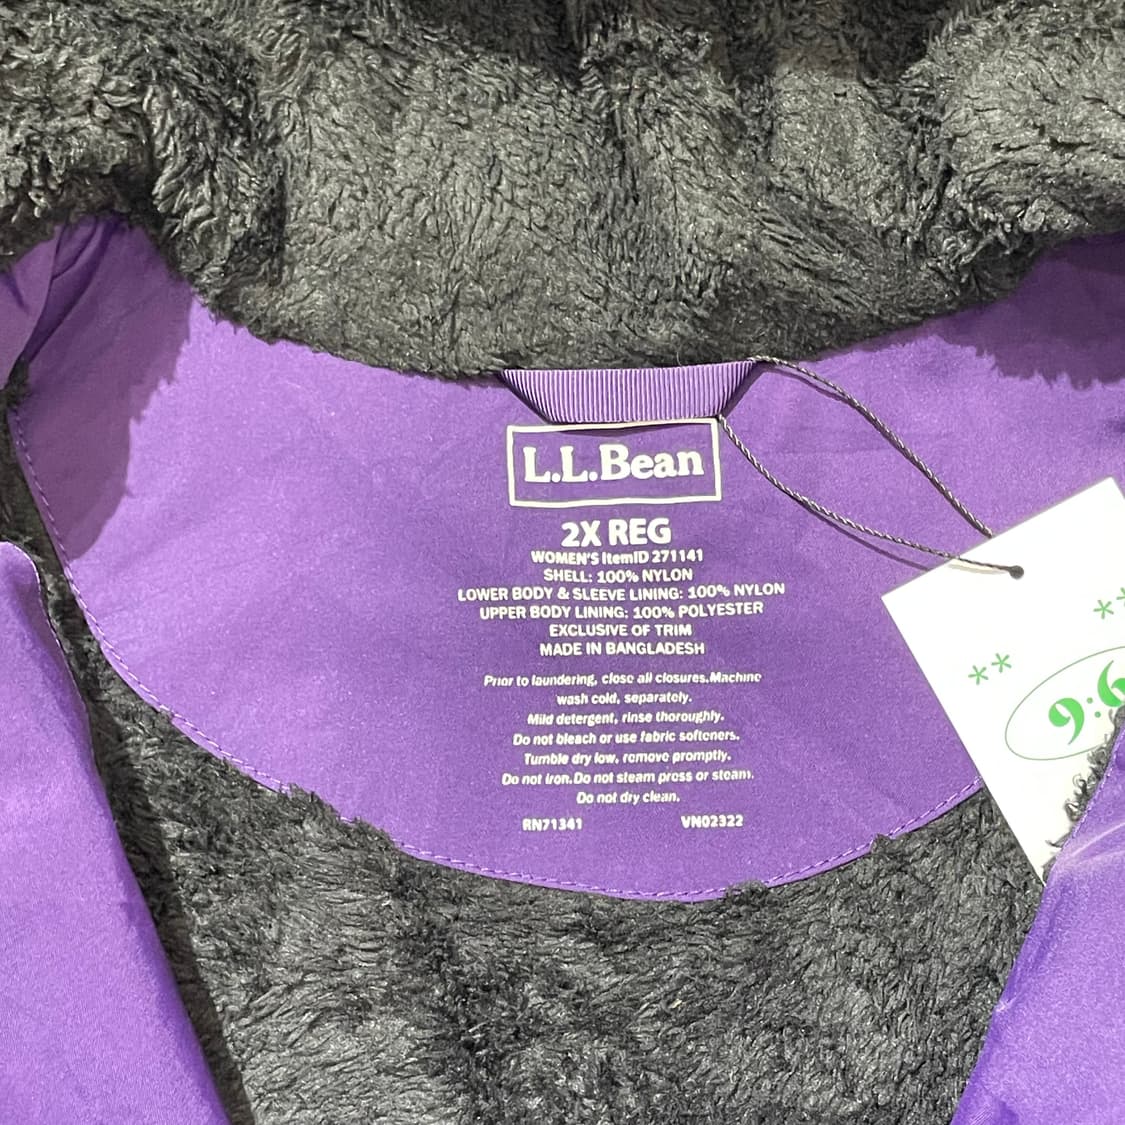 L.L.Bean
2X REG
WOMEN'S ItemID 271141
SHELL: 100% NYLON
LOWER BODY & SLEEVE LINING: 100% NYLON
UPPER BODY LINING: 100% POLYESTER
EXCLUSIVE OF TRIM
MADE IN BANGLADESH
Prior to laundering, close all closures.Machine
wash cold, separately.
Mild detergent, rinse thoroughly.
Do not bleach or use fabric softeners.
Tumble dry low, remove promptly.
Do not iron.Do not steam press or steam.
Do not dry clean.
RN71341 VN02322
**
**